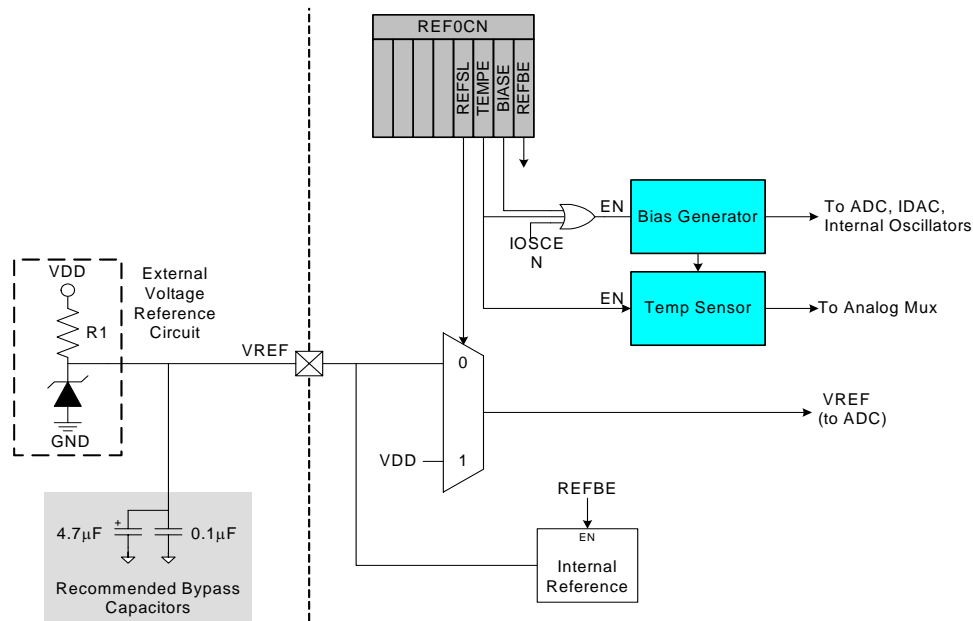 REF0CN
REFSL
TEMPE
BIASE
REFBE
EN
Bias Generator
To ADC, IDAC,
Internal Oscillators
IOSCE
N
VDD
External
Voltage
Reference
Circuit
R1
EN
Temp Sensor
To Analog Mux
VREF
0
GND
VREF
(to ADC)
VDD
1
REFBE
EN
Internal
Reference
+
4.7μF
0.1μF
Recommended Bypass
Capacitors